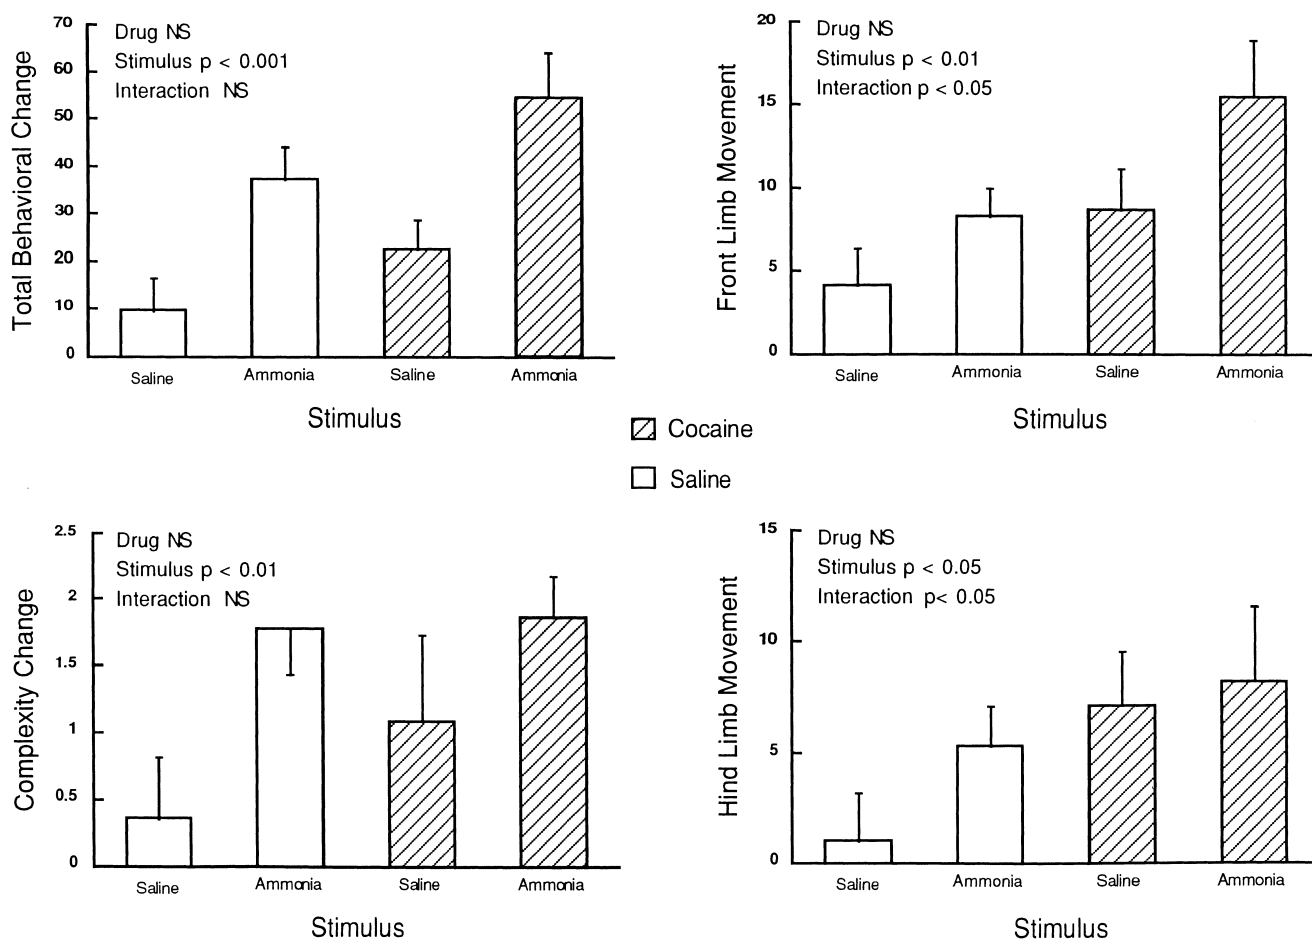 70
60
50
40
30
20
10
0
Total Behavioral Change
Drug NS
Stimulus p < 0.001
Interaction NS
Saline Ammonia Saline Ammonia
Stimulus
20
15
10
5
0
Front Limb Movement
Drug NS
Stimulus p < 0.01
Interaction p < 0.05
Saline Ammonia Saline Ammonia
Stimulus
Cocaine
Saline
2.5
2
1.5
1
0.5
0
Complexity Change
Drug NS
Stimulus p < 0.01
Interaction NS
Saline Ammonia Saline Ammonia
Stimulus
15
10
5
0
Hind Limb Movement
Drug NS
Stimulus p < 0.05
Interaction p< 0.05
Saline Ammonia Saline Ammonia
Stimulus